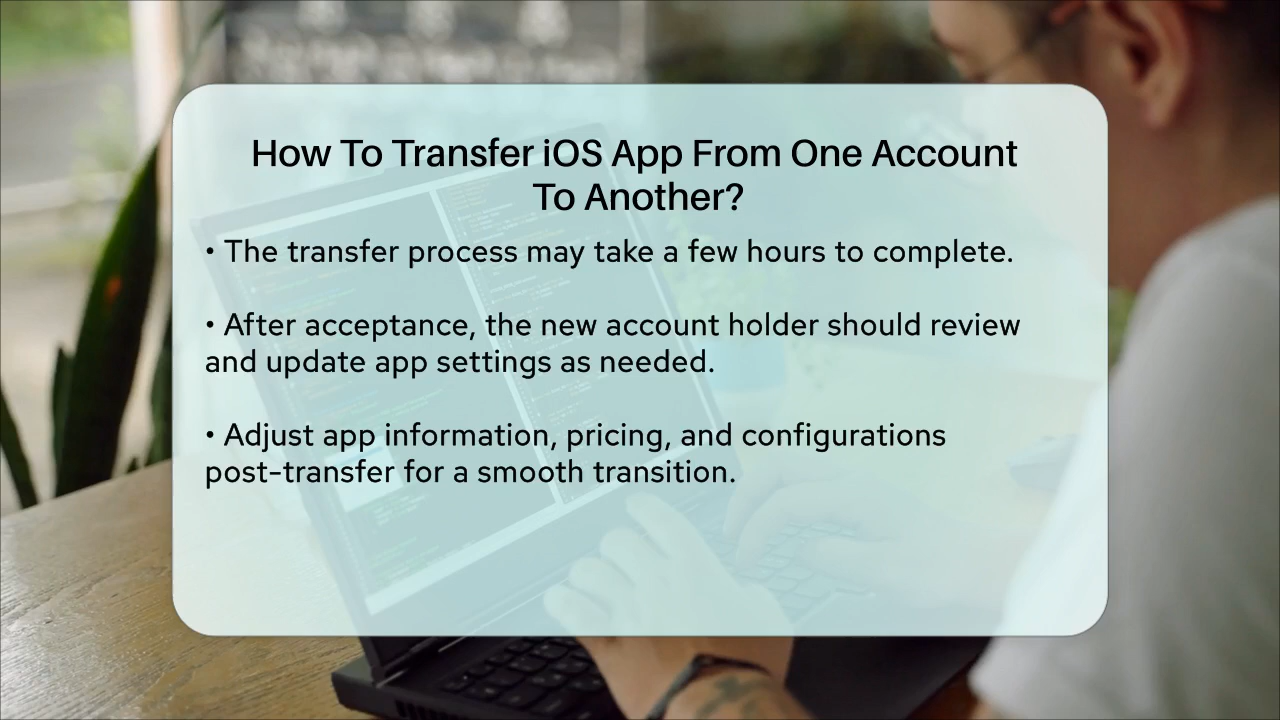 How To Transfer iOS App From One Account
To Another?
• The transfer process may take a few hours to complete.
• After acceptance, the new account holder should review
and update app settings as needed.
• Adjust app information, pricing, and configurations
post-transfer for a smooth transition.